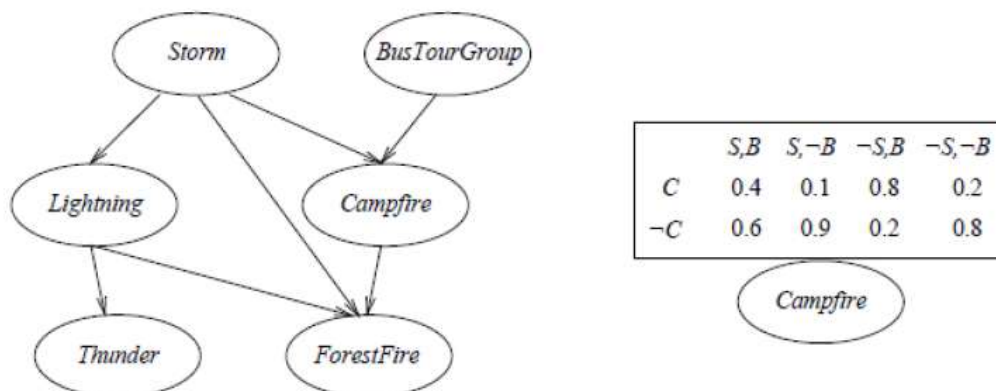 Storm
BusTourGroup
Lightning
Campfire
Thunder
ForestFire
S,B S,¬B ¬S,B ¬S,¬B
C 0.4 0.1 0.8 0.2
¬C 0.6 0.9 0.2 0.8
Campfire